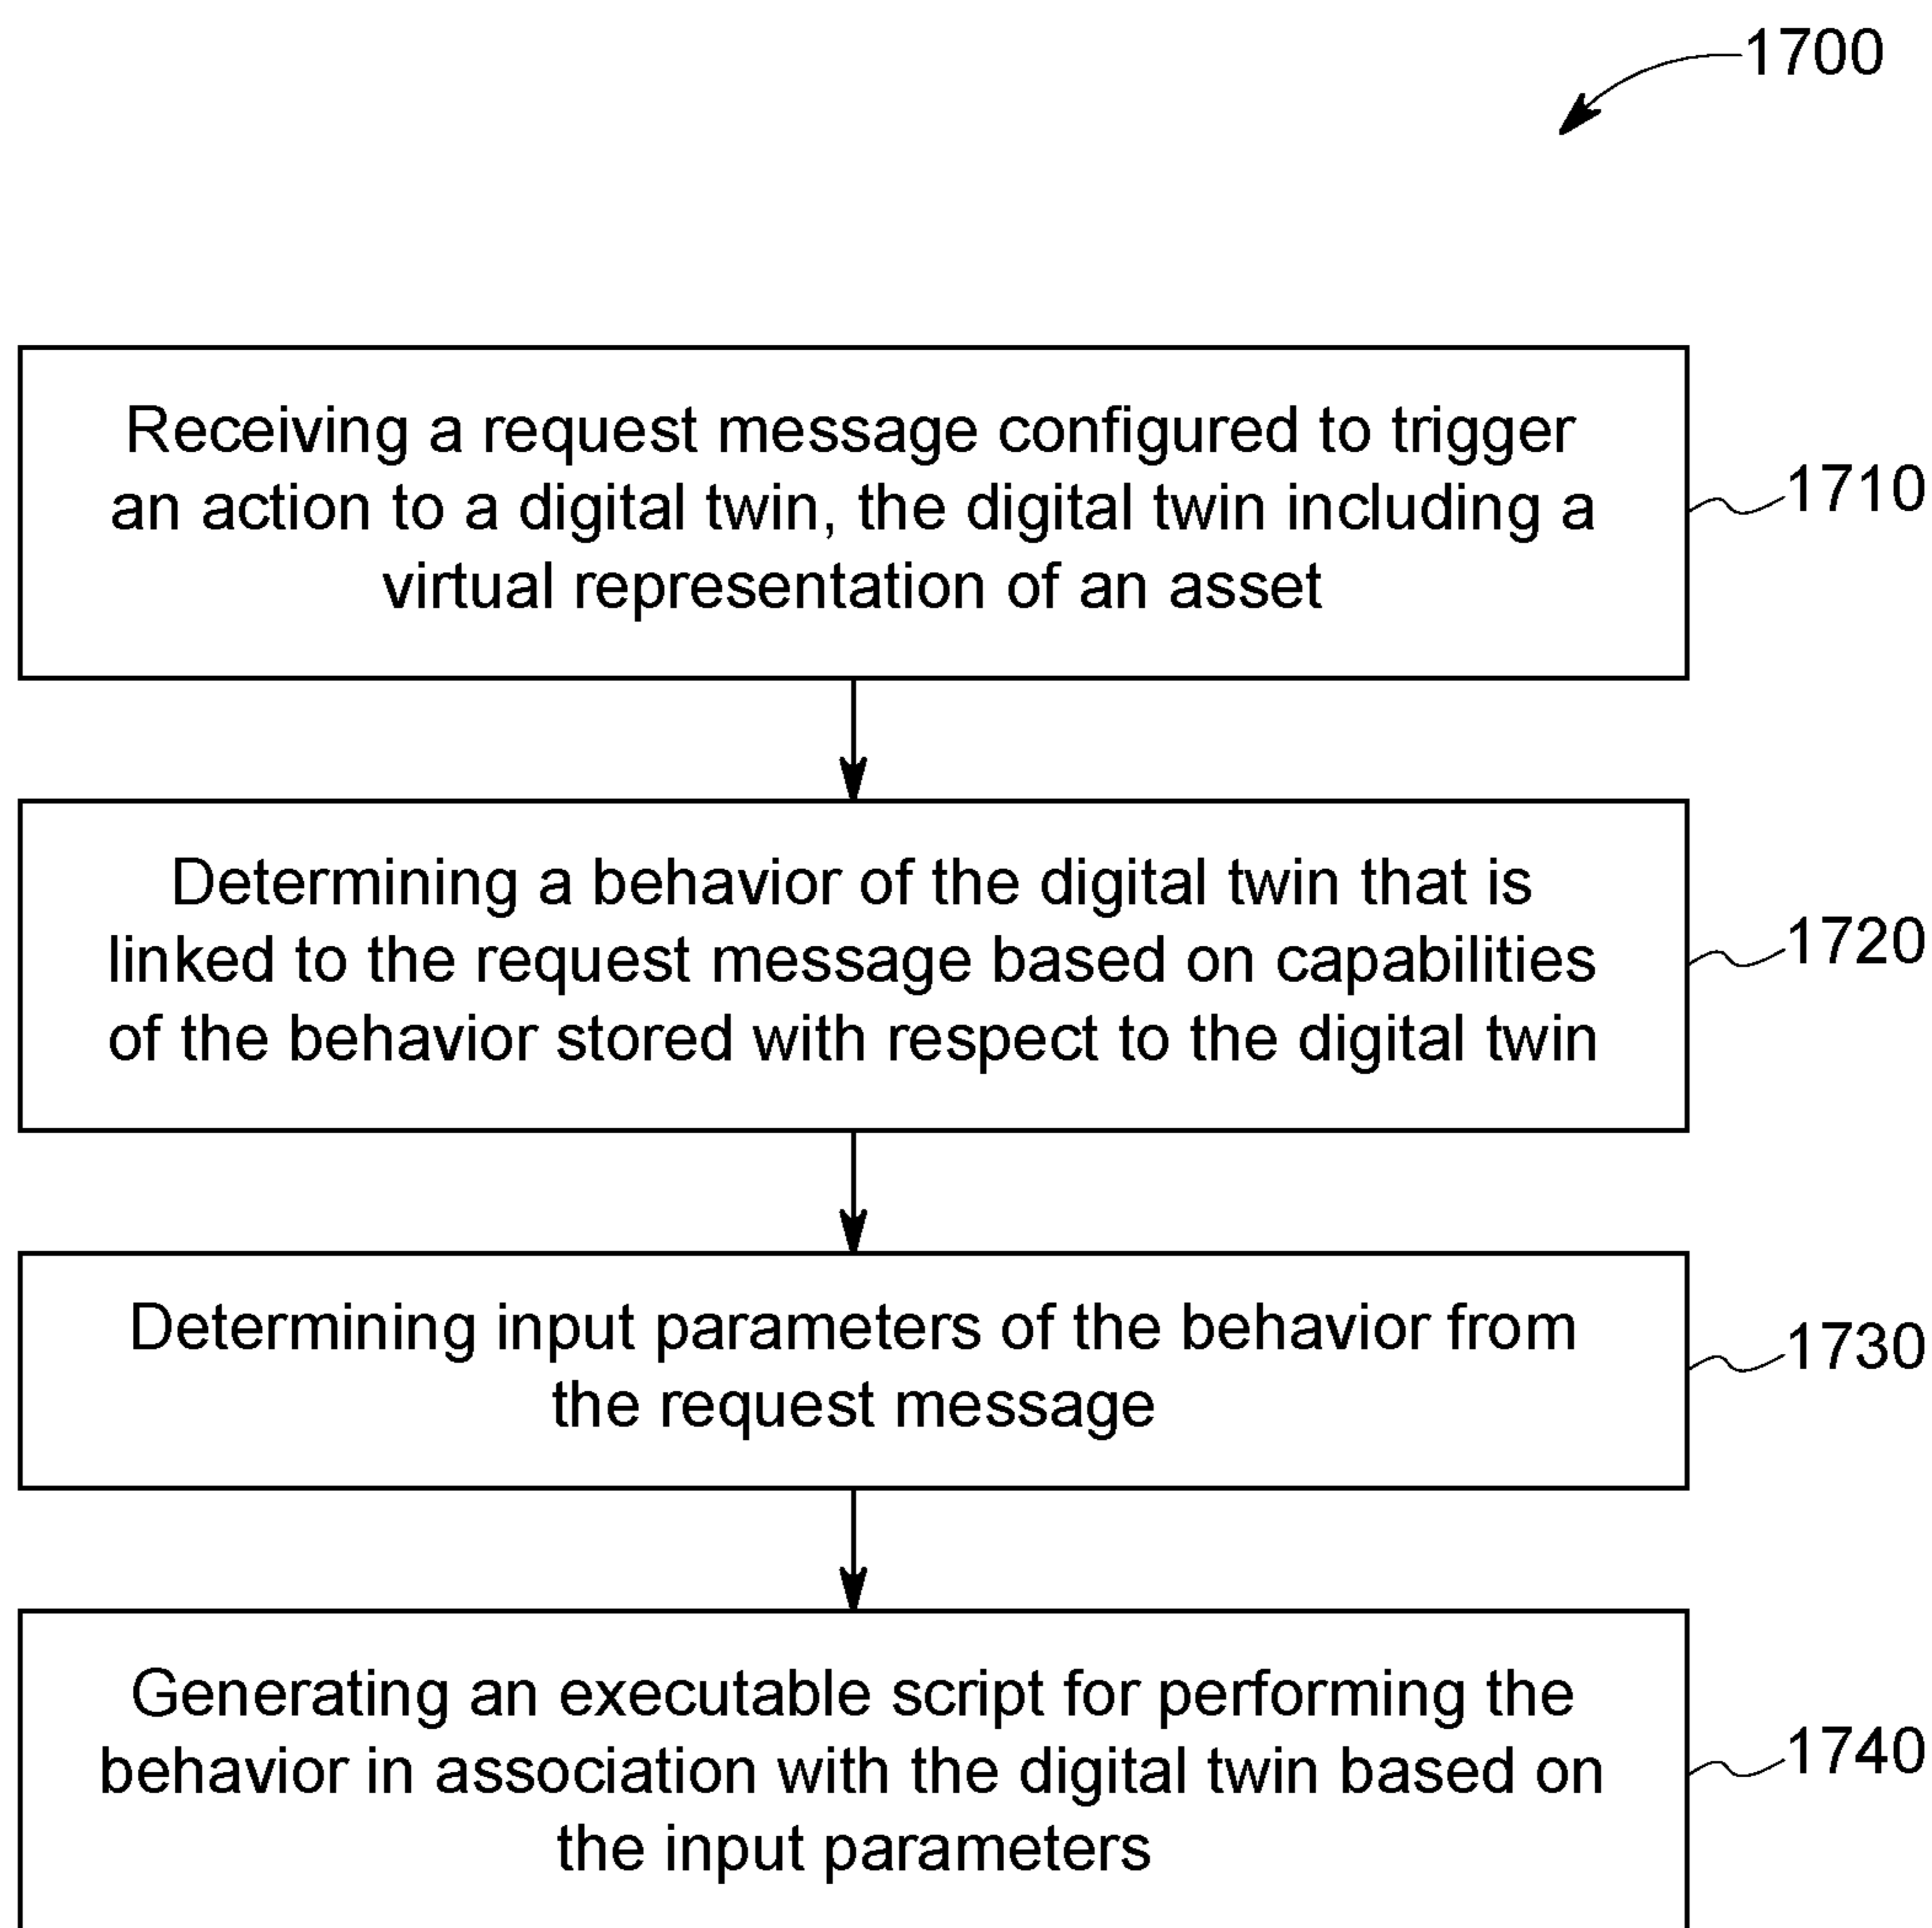 1700
Receiving a request message configured to trigger
an action to a digital twin, the digital twin including a
virtual representation of an asset
1710
Determining a behavior of the digital twin that is
linked to the request message based on capabilities
of the behavior stored with respect to the digital twin
1720
Determining input parameters of the behavior from
the request message
1730
Generating an executable script for performing the
behavior in association with the digital twin based on
the input parameters
1740